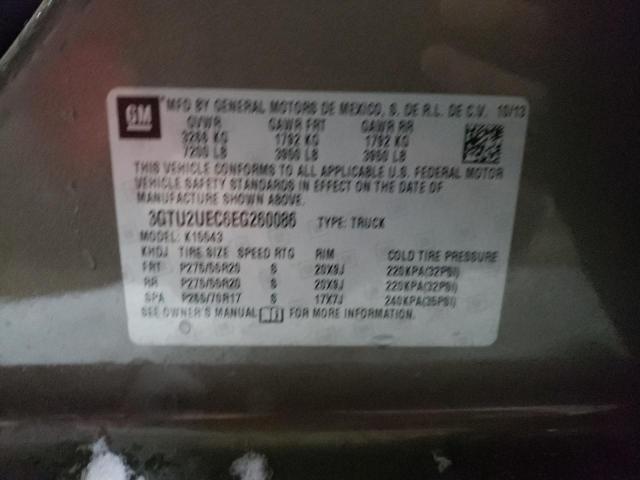 GM MFD BY GENERAL MOTORS DE MEXICO, S. DE R.L. DE C.V. 10/13
GVWR GAWR FRT GAWR RR
3266 KG 1792 KG 1792 KG
7200 LB 3950 LB 3950 LB
THIS VEHICLE CONFORMS TO ALL APPLICABLE U.S. FEDERAL MOTOR
VEHICLE SAFETY STANDARDS IN EFFECT ON THE DATE OF
MANUFACTURE SHOWN ABOVE.
3GTU2UEC6EG260086 TYPE: TRUCK
MODEL: K15543
KHDJ TIRE SIZE SPEED RTG RIM COLD TIRE PRESSURE
FRT P275/55R20 S 20X9J 220KPA(32PSI)
RR P275/55R20 S 20X9J 220KPA(32PSI)
SPA P265/70R17 S 17X7J 240KPA(35PSI)
SEE OWNER'S MANUAL FOR MORE INFORMATION.